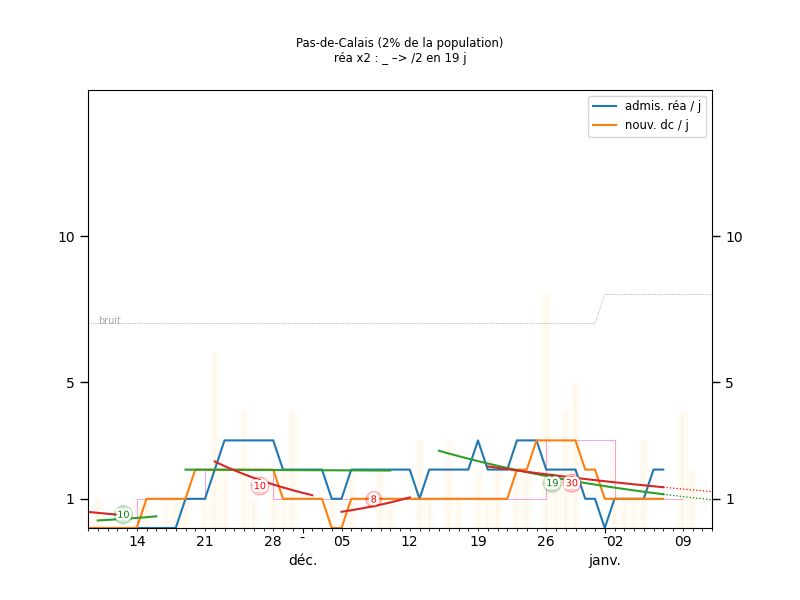 Pas-de-Calais (2% de la population)
réa x2 : _ –> /2 en 19 j
admis. réa / j
nouv. dc / j
10
10
bruit
5
5
10
10
8
19
30
1
1
14
21
28
05
12
19
26
02
09
déc.
janv.